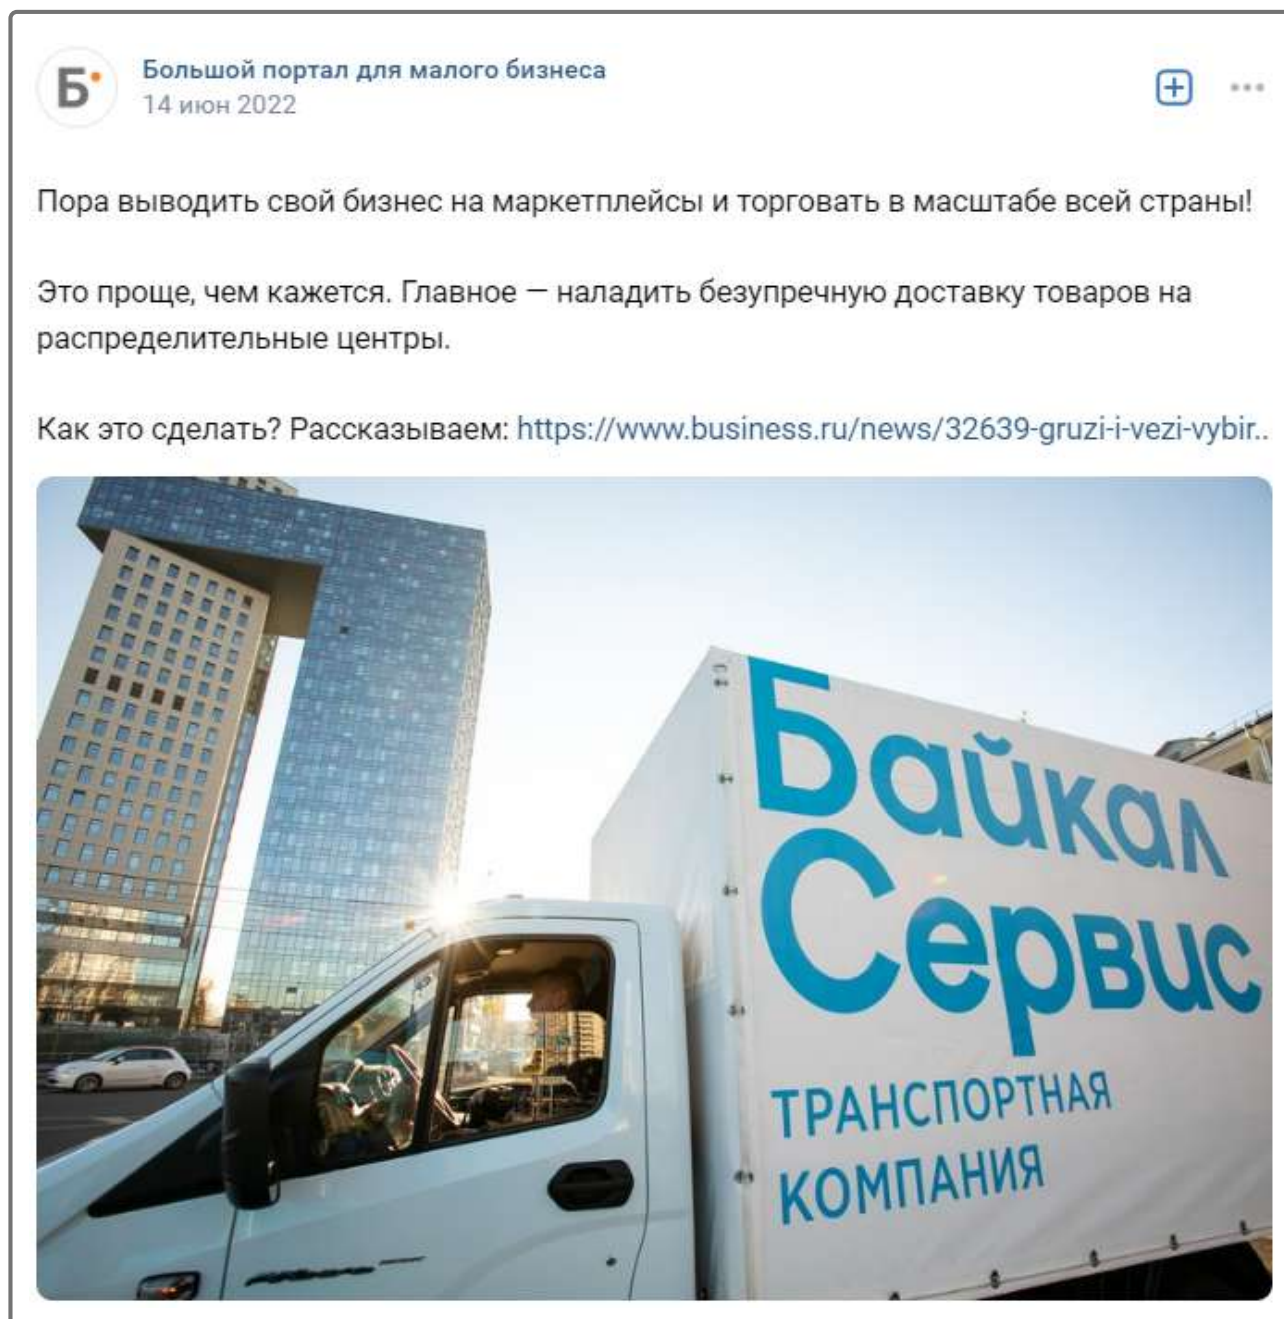 Б
Большой портал для малого бизнеса
14 июн 2022
Пора выводить свой бизнес на маркетплейсы и торговать в масштабе всей страны!
Это проще, чем кажется. Главное — наладить безупречную доставку товаров на
распределительные центры.
Как это сделать? Рассказываем: https://www.business.ru/news/32639-gruzi-i-vezi-vybir..
Байкал
Сервис
ТРАНСПОРТНАЯ
КОМПАНИЯ